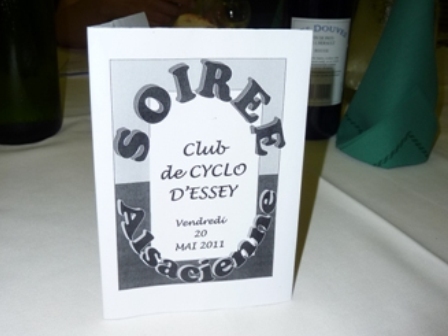 SOIREE
Club
de CYCLO
D'ESSEY
Vendredi
20
MAI 2011
Alsacienne